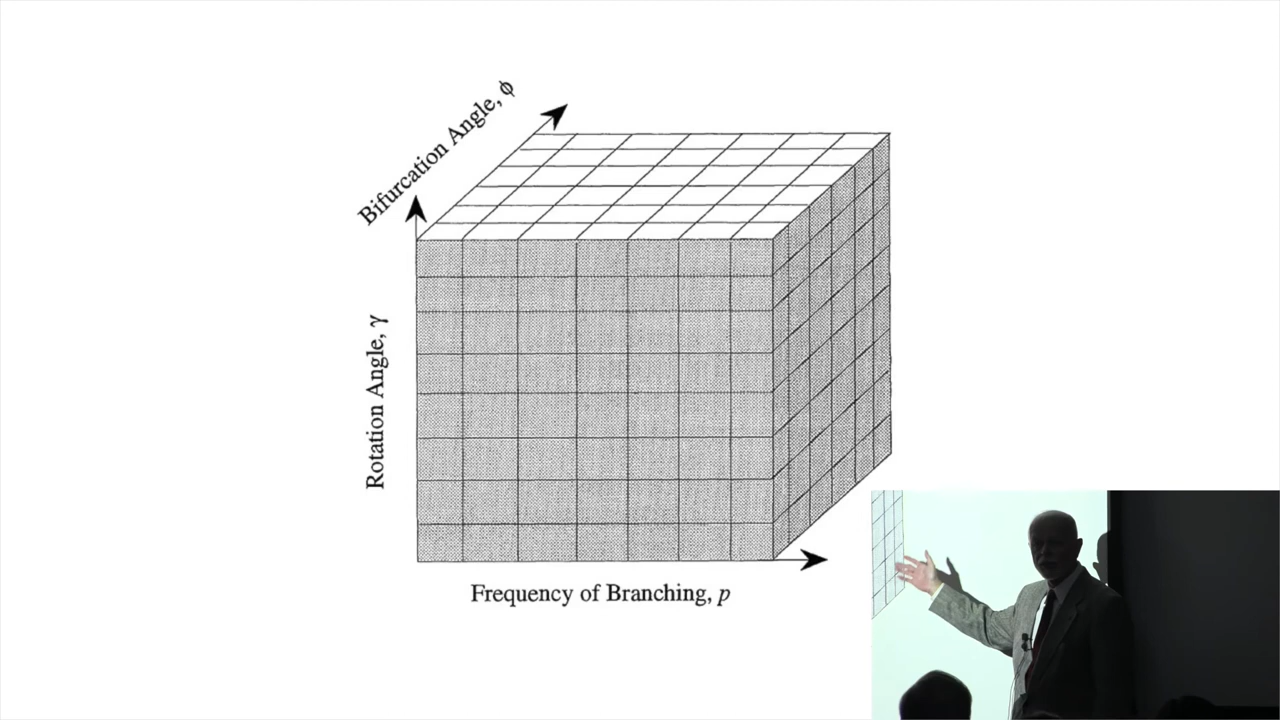 Bifurcation Angle, ϕ
Rotation Angle, γ
Frequency of Branching, p